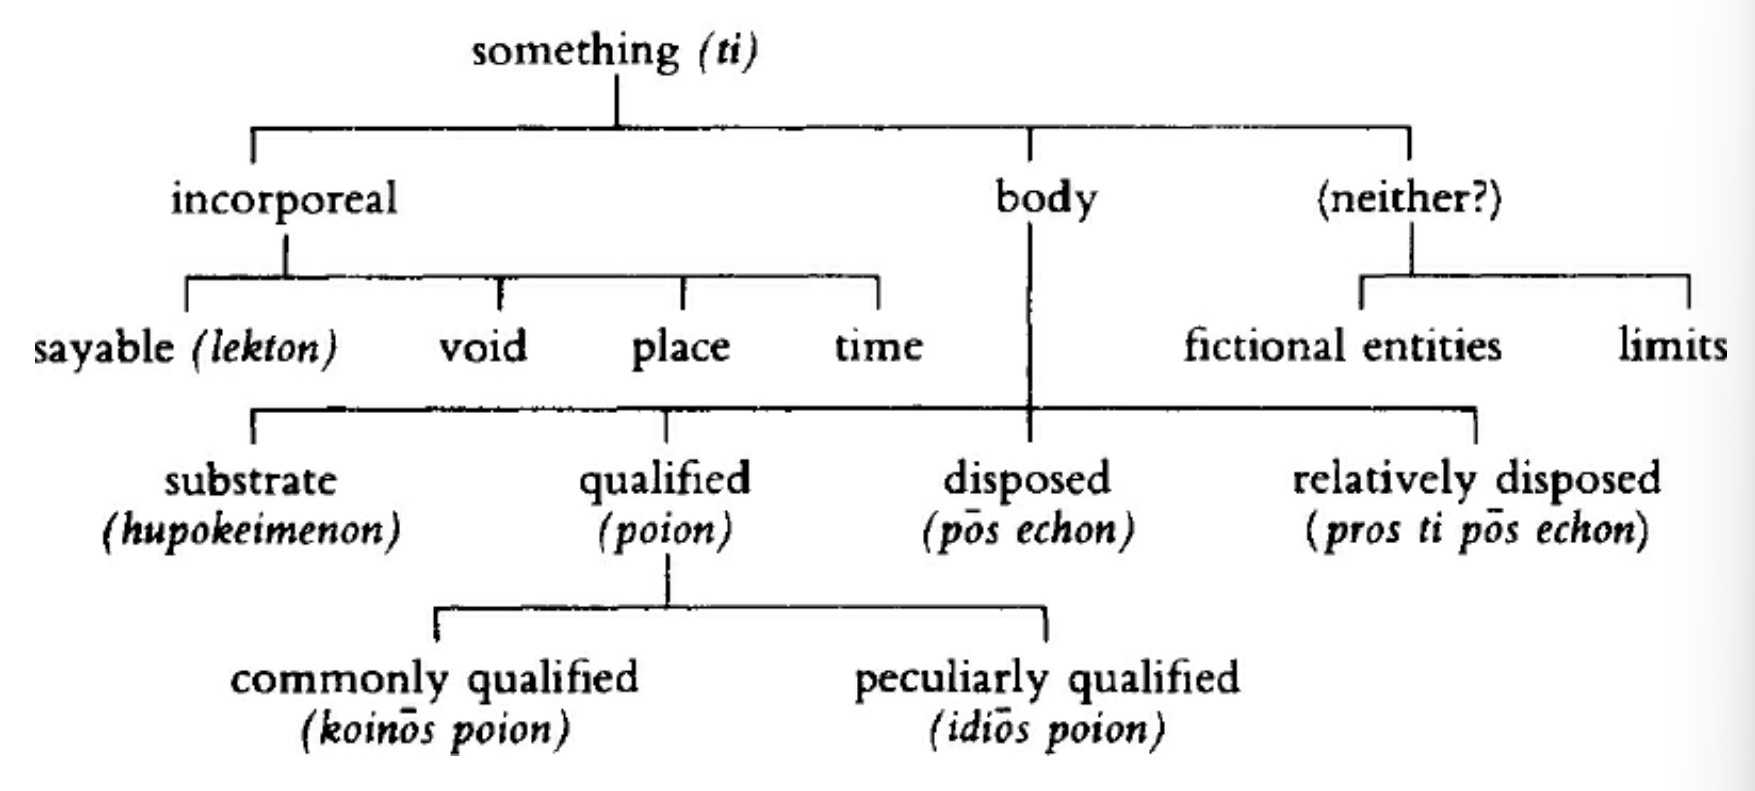 something (ti)
incorporeal body (neither?)
sayable (lekton) void place time fictional entities limits
substrate qualified disposed relatively disposed
(hupokeimenon) (poion) (pōs echon) (pros ti pōs echon)
commonly qualified peculiarly qualified
(koinōs poion) (idiōs poion)